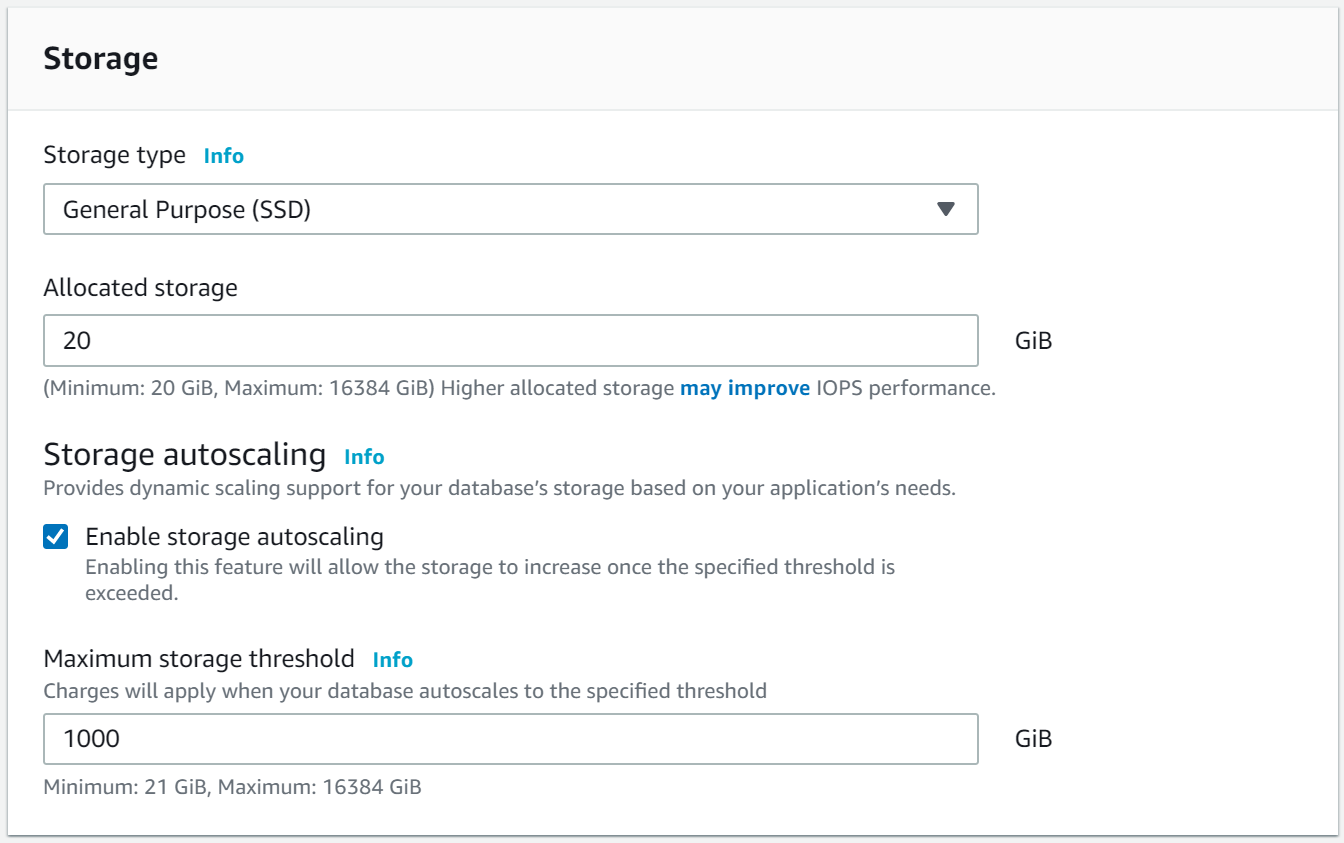 Storage
Storage type Info
General Purpose (SSD)
Allocated storage
20 GiB
(Minimum: 20 GiB, Maximum: 16384 GiB) Higher allocated storage may improve IOPS performance.
Storage autoscaling Info
Provides dynamic scaling support for your database’s storage based on your application’s needs.
Enable storage autoscaling
Enabling this feature will allow the storage to increase once the specified threshold is
exceeded.
Maximum storage threshold Info
Charges will apply when your database autoscales to the specified threshold
1000 GiB
Minimum: 21 GiB, Maximum: 16384 GiB